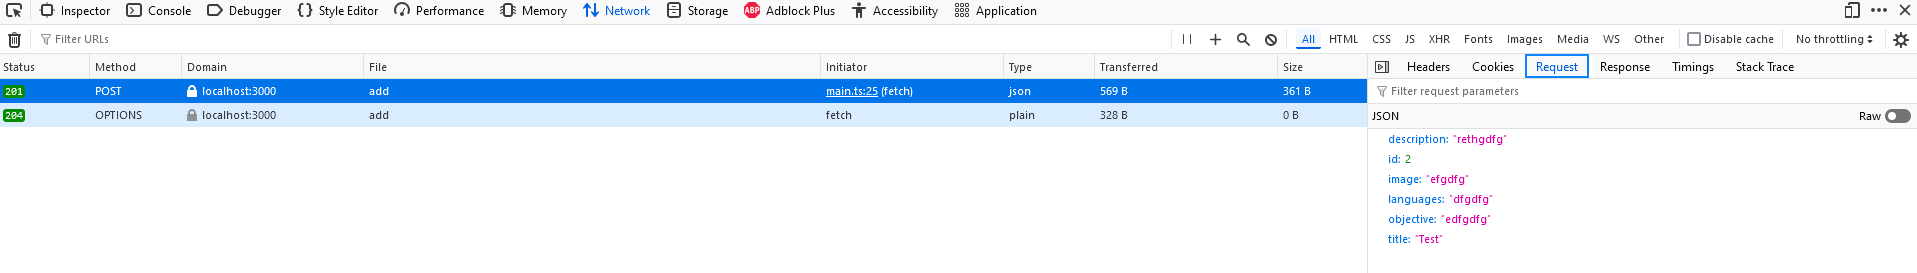 Inspector Console Debugger Style Editor Performance Memory Network Storage ABP Adblock Plus Accessibility Application
Filter URLs All HTML CSS JS XHR Fonts Images Media WS Other Disable cache No throttling
Status Method Domain File Initiator Type Transferred Size
201 POST localhost:3000 add main.ts:25 (fetch) json 569 B 361 B
204 OPTIONS localhost:3000 add fetch plain 328 B 0 B
Headers Cookies Request Response Timings Stack Trace
Filter request parameters
JSON Raw
description: "rethgdfg"
id: 2
image: "efgdfg"
languages: "dfgdfg"
objective: "edfgdfg"
title: "Test"